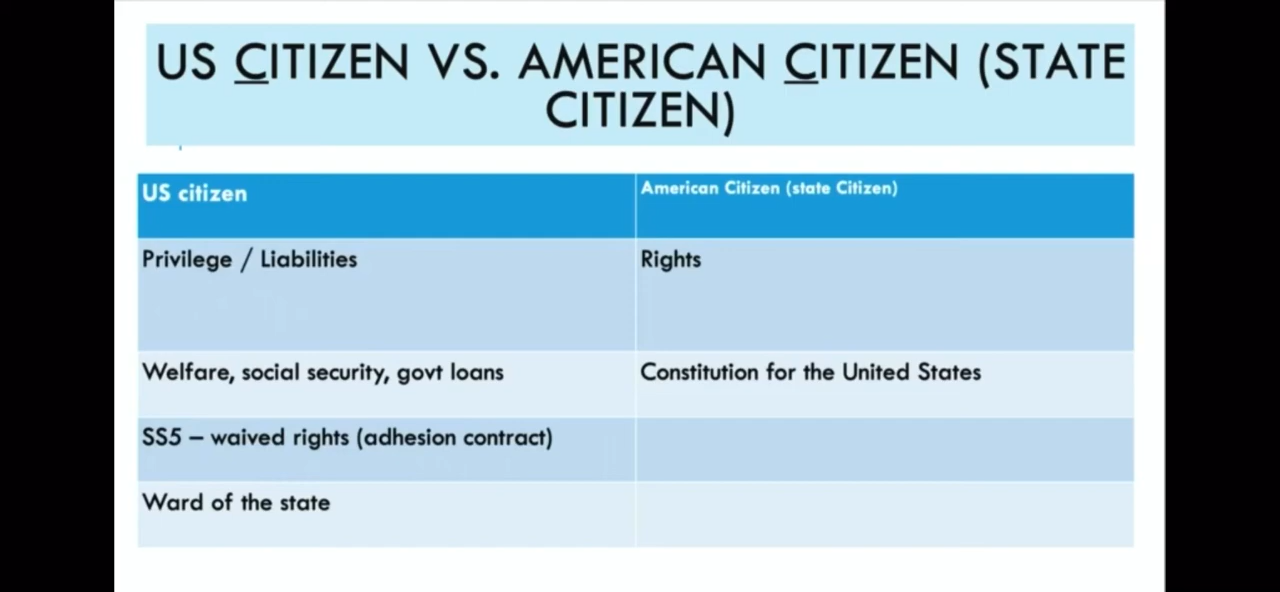 US CITIZEN VS. AMERICAN CITIZEN (STATE
CITIZEN)
US citizen
American Citizen (state Citizen)
Privilege / Liabilities
Rights
Welfare, social security, govt loans
Constitution for the United States
SS5 – waived rights (adhesion contract)
Ward of the state